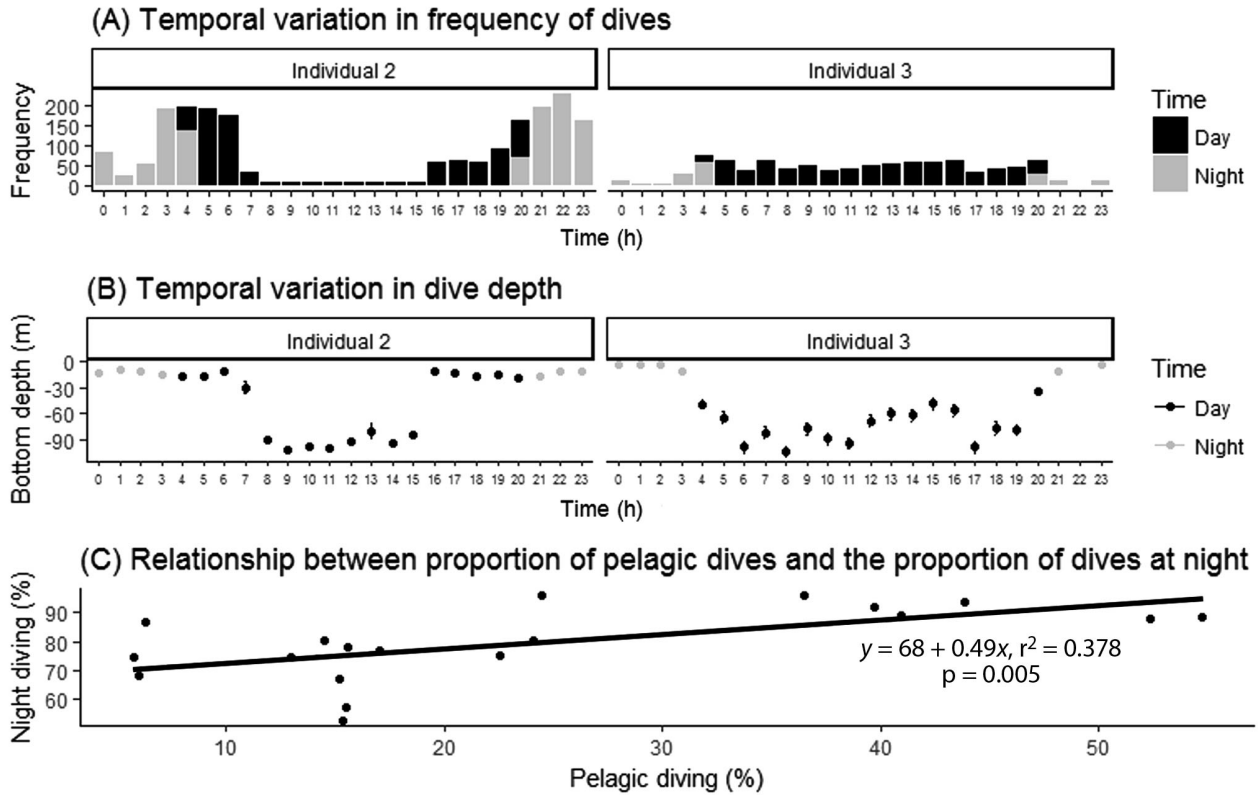 (A) Temporal variation in frequency of dives
Individual 2
Individual 3
Frequency
200
150
100
50
0
0 1 2 3 4 5 6 7 8 9 10 11 12 13 14 15 16 17 18 19 20 21 22 23
0 1 2 3 4 5 6 7 8 9 10 11 12 13 14 15 16 17 18 19 20 21 22 23
Time (h)
Time
Day
Night
(B) Temporal variation in dive depth
Individual 2
Individual 3
Bottom depth (m)
0
-30
-60
-90
0 1 2 3 4 5 6 7 8 9 10 11 12 13 14 15 16 17 18 19 20 21 22 23
0 1 2 3 4 5 6 7 8 9 10 11 12 13 14 15 16 17 18 19 20 21 22 23
Time (h)
Time
Day
Night
(C) Relationship between proportion of pelagic dives and the proportion of dives at night
Night diving (%)
90
80
70
60
y = 68 + 0.49x, r² = 0.378
p = 0.005
10 20 30 40 50
Pelagic diving (%)